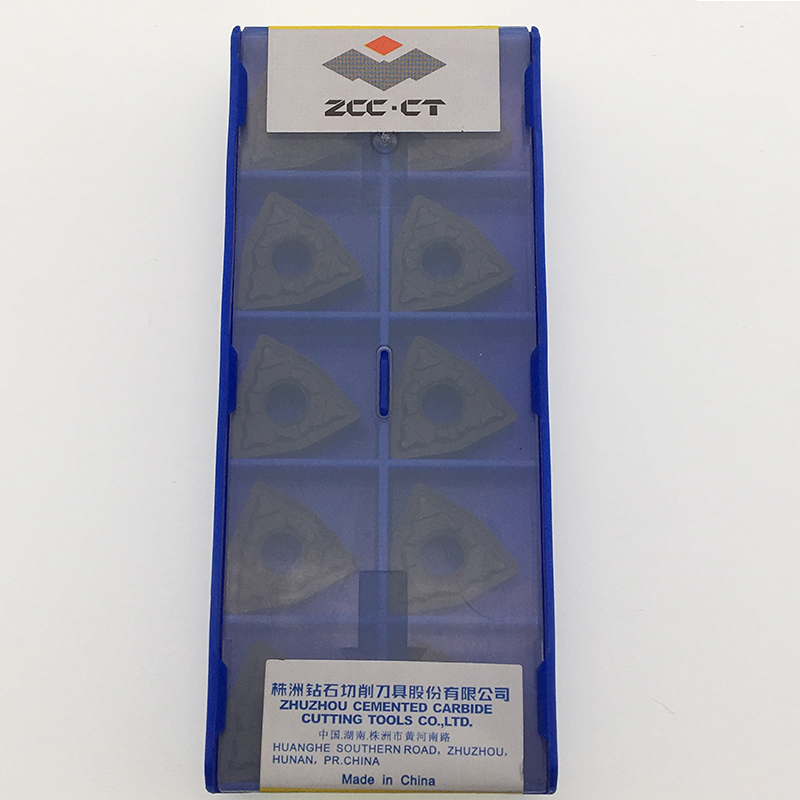 ZCC·CT
株洲钻石切削刀具股份有限公司
ZHUZHOU CEMENTED CARBIDE
CUTTING TOOLS CO.,LTD.
中国.湖南.株洲市黄河南路
HUANGHE SOUTHERN ROAD, ZHUZHOU,
HUNAN, PR.CHINA
Made in China